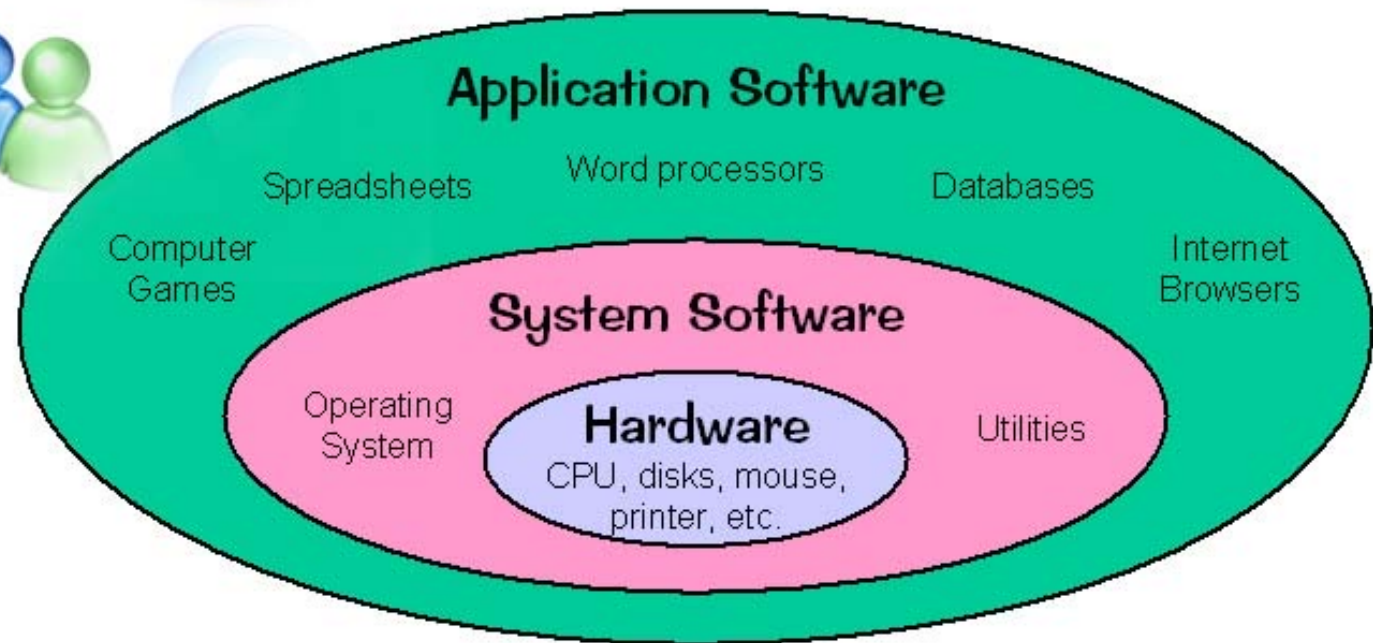 Application Software
Spreadsheets
Word processors
Databases
Computer
Games
Internet
Browsers
System Software
Operating
System
Utilities
Hardware
CPU, disks, mouse,
printer, etc.